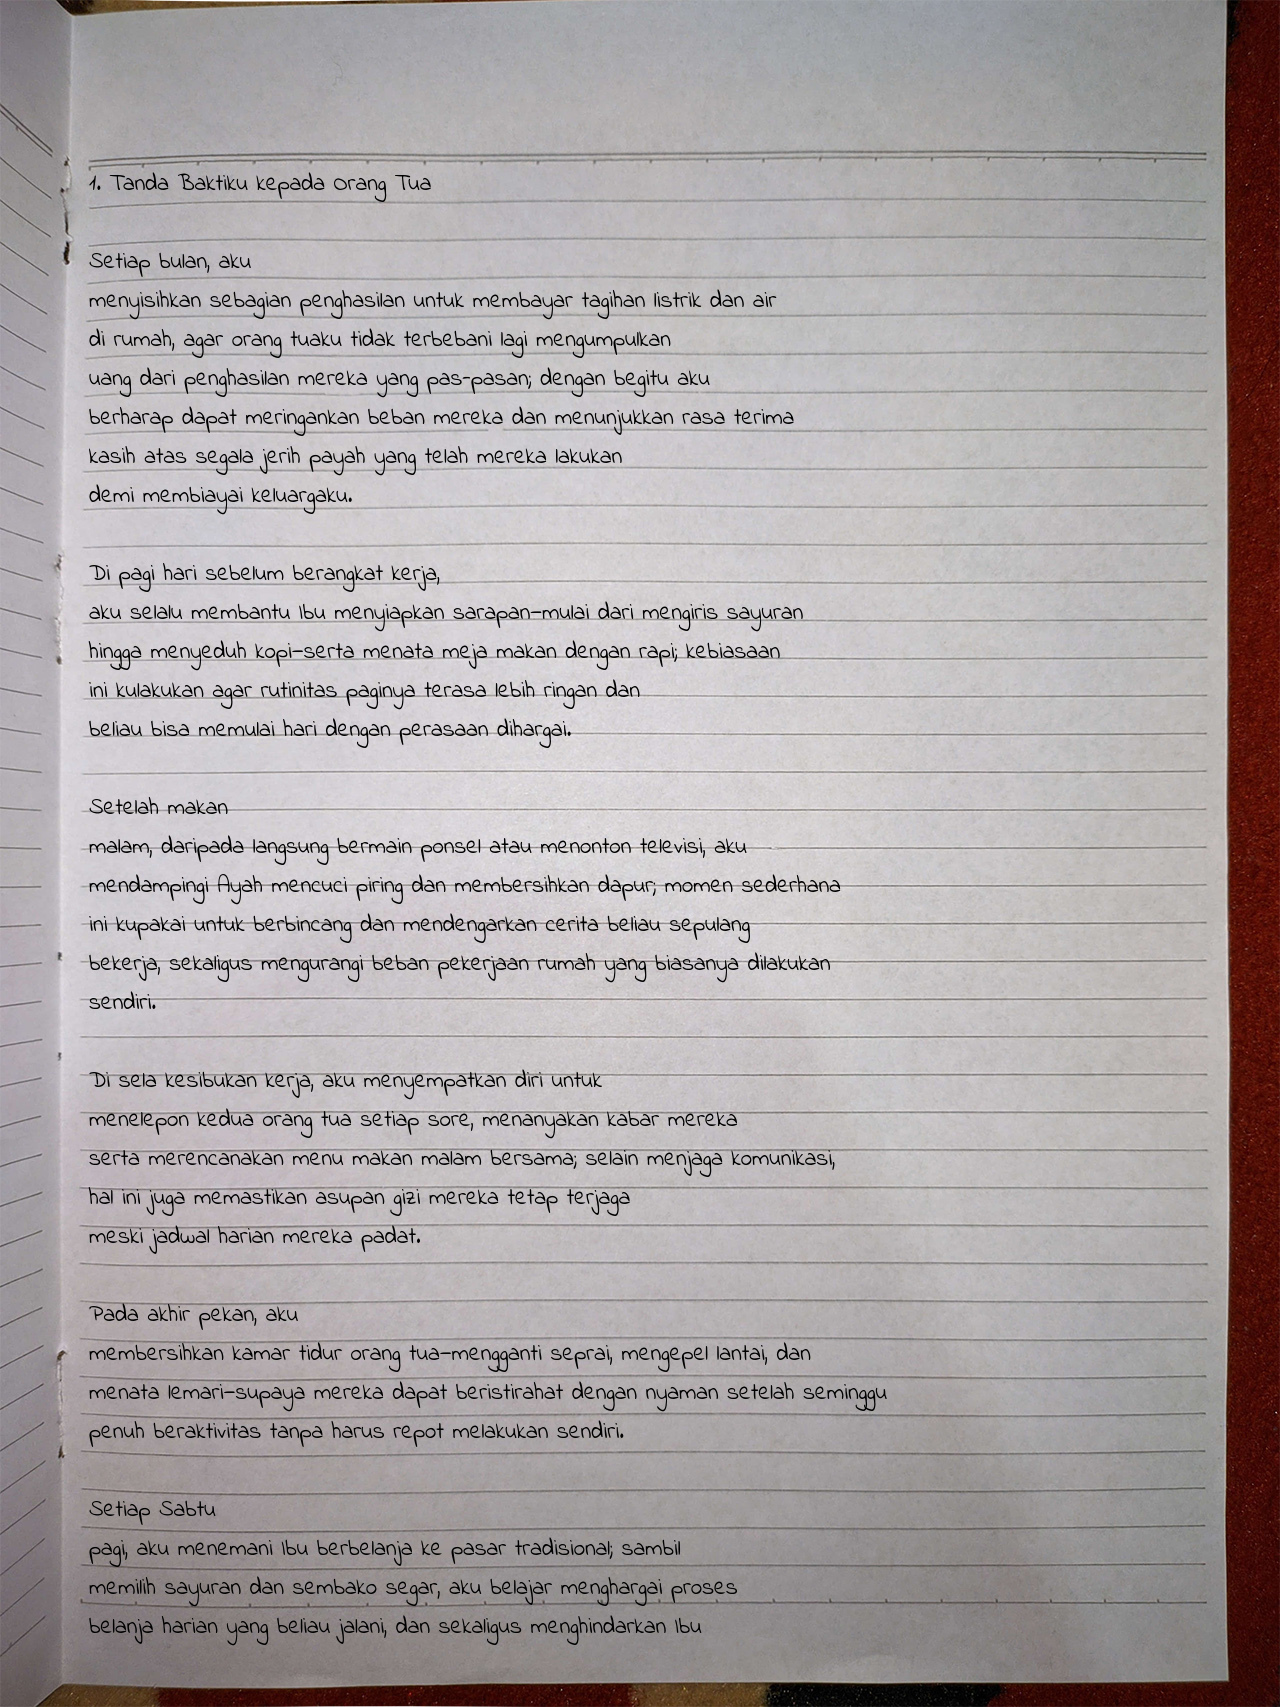 1. Tanda Baktiku kepada Orang Tua
Setiap bulan, aku
menyisihkan sebagian penghasilan untuk membayar tagihan listrik dan air
di rumah, agar orang tuaku tidak terbebani lagi mengumpulkan
uang dari penghasilan mereka yang pas-pasan; dengan begitu aku
berharap dapat meringankan beban mereka dan menunjukkan rasa terima
kasih atas segala jerih payah yang telah mereka lakukan
demi membiayai keluargaku.
Di pagi hari sebelum berangkat kerja,
aku selalu membantu Ibu menyiapkan sarapan-mulai dari mengiris sayuran
hingga menyeduh kopi-serta menata meja makan dengan rapi; kebiasaan
ini kulakukan agar rutinitas paginya terasa lebih ringan dan
beliau bisa memulai hari dengan perasaan dihargai.
Setelah makan
malam, daripada langsung bermain ponsel atau menonton televisi, aku
mendampingi Ayah mencuci piring dan membersihkan dapur; momen sederhana
ini kupakai untuk berbincang dan mendengarkan cerita beliau sepulang
bekerja, sekaligus mengurangi beban pekerjaan rumah yang biasanya dilakukan
sendiri.
Di sela kesibukan kerja, aku menyempatkan diri untuk
menelepon kedua orang tua setiap sore, menanyakan kabar mereka
serta merencanakan menu makan malam bersama; selain menjaga komunikasi,
hal ini juga memastikan asupan gizi mereka tetap terjaga
meski jadwal harian mereka padat.
Pada akhir pekan, aku
membersihkan kamar tidur orang tua-mengganti seprai, mengepel lantai, dan
menata lemari-supaya mereka dapat beristirahat dengan nyaman setelah seminggu
penuh beraktivitas tanpa harus repot melakukan sendiri.
Setiap Sabtu
pagi, aku menemani Ibu berbelanja ke pasar tradisional; sambil
memilih sayuran dan sembako segar, aku belajar menghargai proses
belanja harian yang beliau jalani, dan sekaligus menghindarkan Ibu